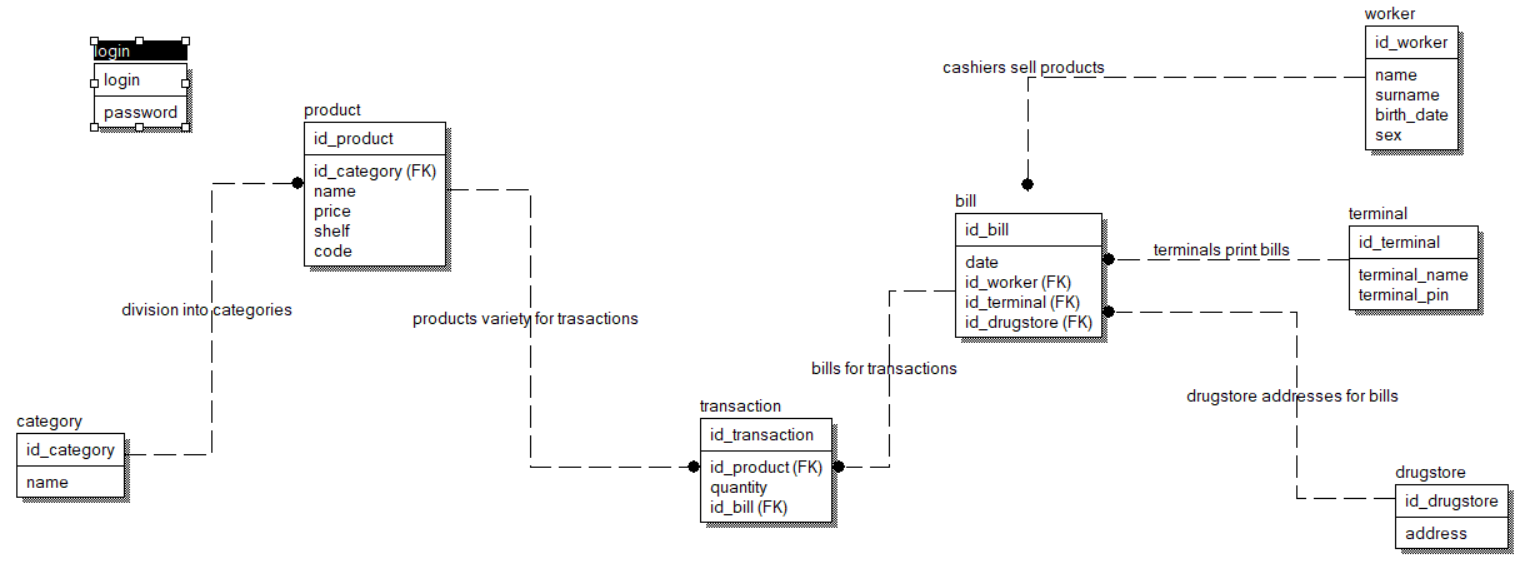 worker
id_worker
name
surname
birth_date
sex
cashiers sell products
login
login
password
product
id_product
id_category (FK)
name
price
shelf
code
bill
id_bill
date
id_worker (FK)
id_terminal (FK)
id_drugstore (FK)
terminal
id_terminal
terminal_name
terminal_pin
terminals print bills
division into categories
products variety for trasactions
bills for transactions
drugstore addresses for bills
category
id_category
name
transaction
id_transaction
id_product (FK)
quantity
id_bill (FK)
drugstore
id_drugstore
address